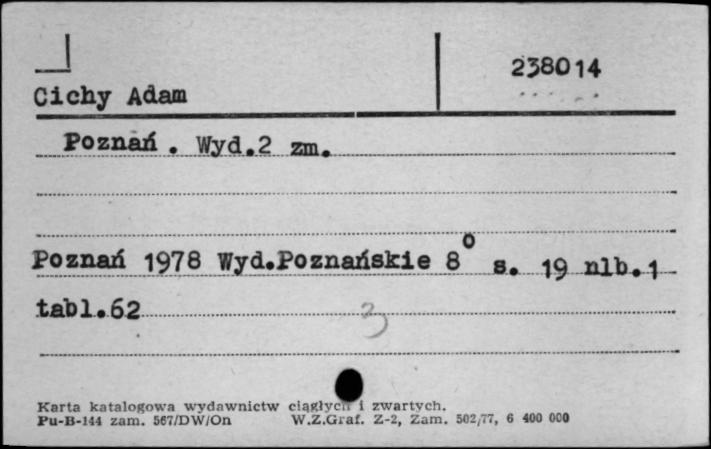 238014
Cichy Adam
Poznań . Wyd.2 zm.
Poznań 1978 Wyd.Poznańskie 8° s. 19 nlb.1
tabl.62
3
Karta katalogowa wydawnictw ciągłych i zwartych.
Pu-B-144 zam. 567/DW/On W.Z.Graf. Z-2, Zam. 502/77, 6 400 000